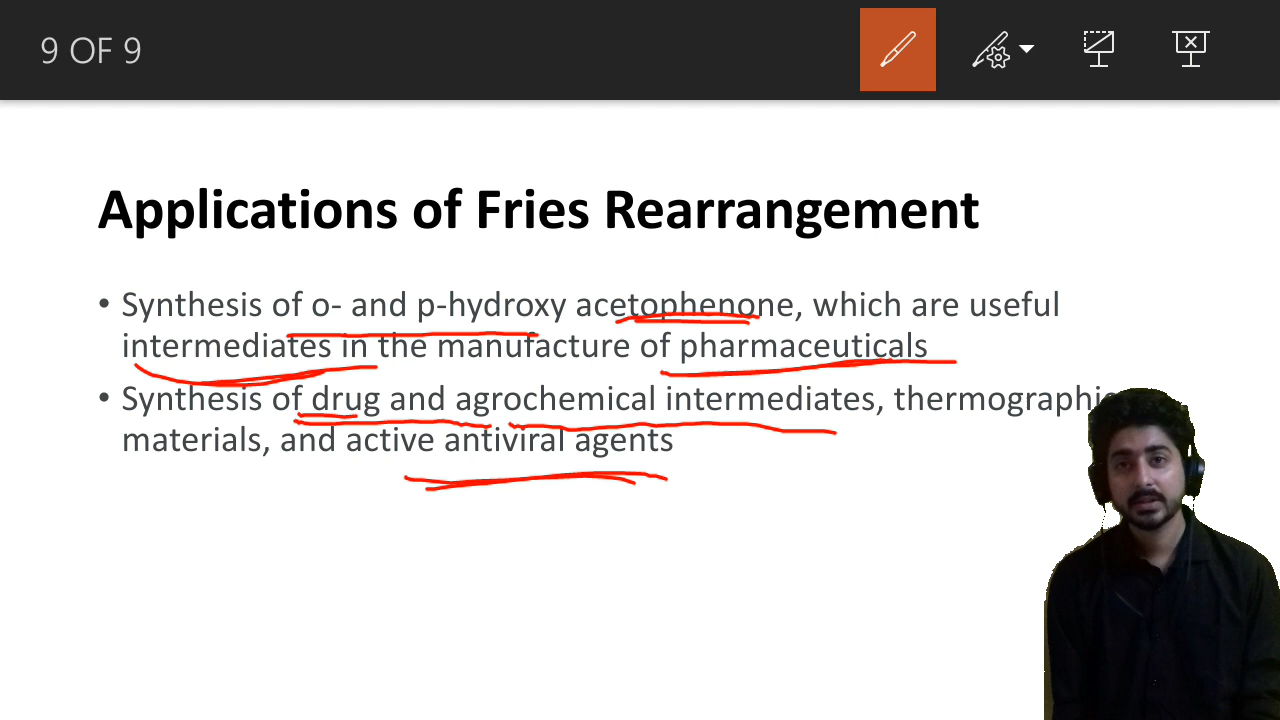 9 OF 9
Applications of Fries Rearrangement
• Synthesis of o- and p-hydroxy acetophenone, which are useful
intermediates in the manufacture of pharmaceuticals
• Synthesis of drug and agrochemical intermediates, thermographic
materials, and active antiviral agents